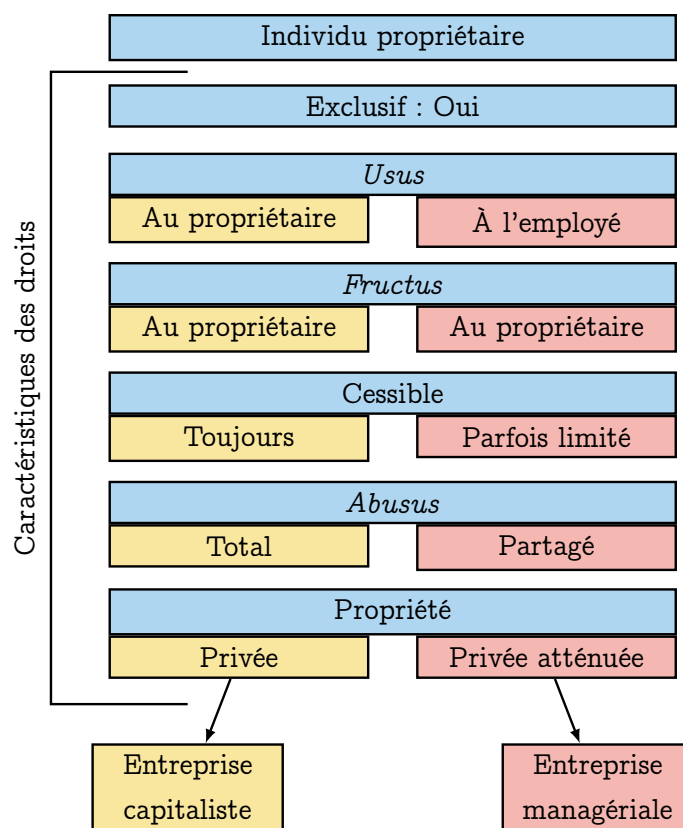 Individu propriétaire
Caractéristiques des droits
Exclusif : Oui
Usus
Au propriétaire
À l'employé
Fructus
Au propriétaire
Au propriétaire
Cessible
Toujours
Parfois limité
Abusus
Total
Partagé
Propriété
Privée
Privée atténuée
Entreprise
capitaliste
Entreprise
managériale